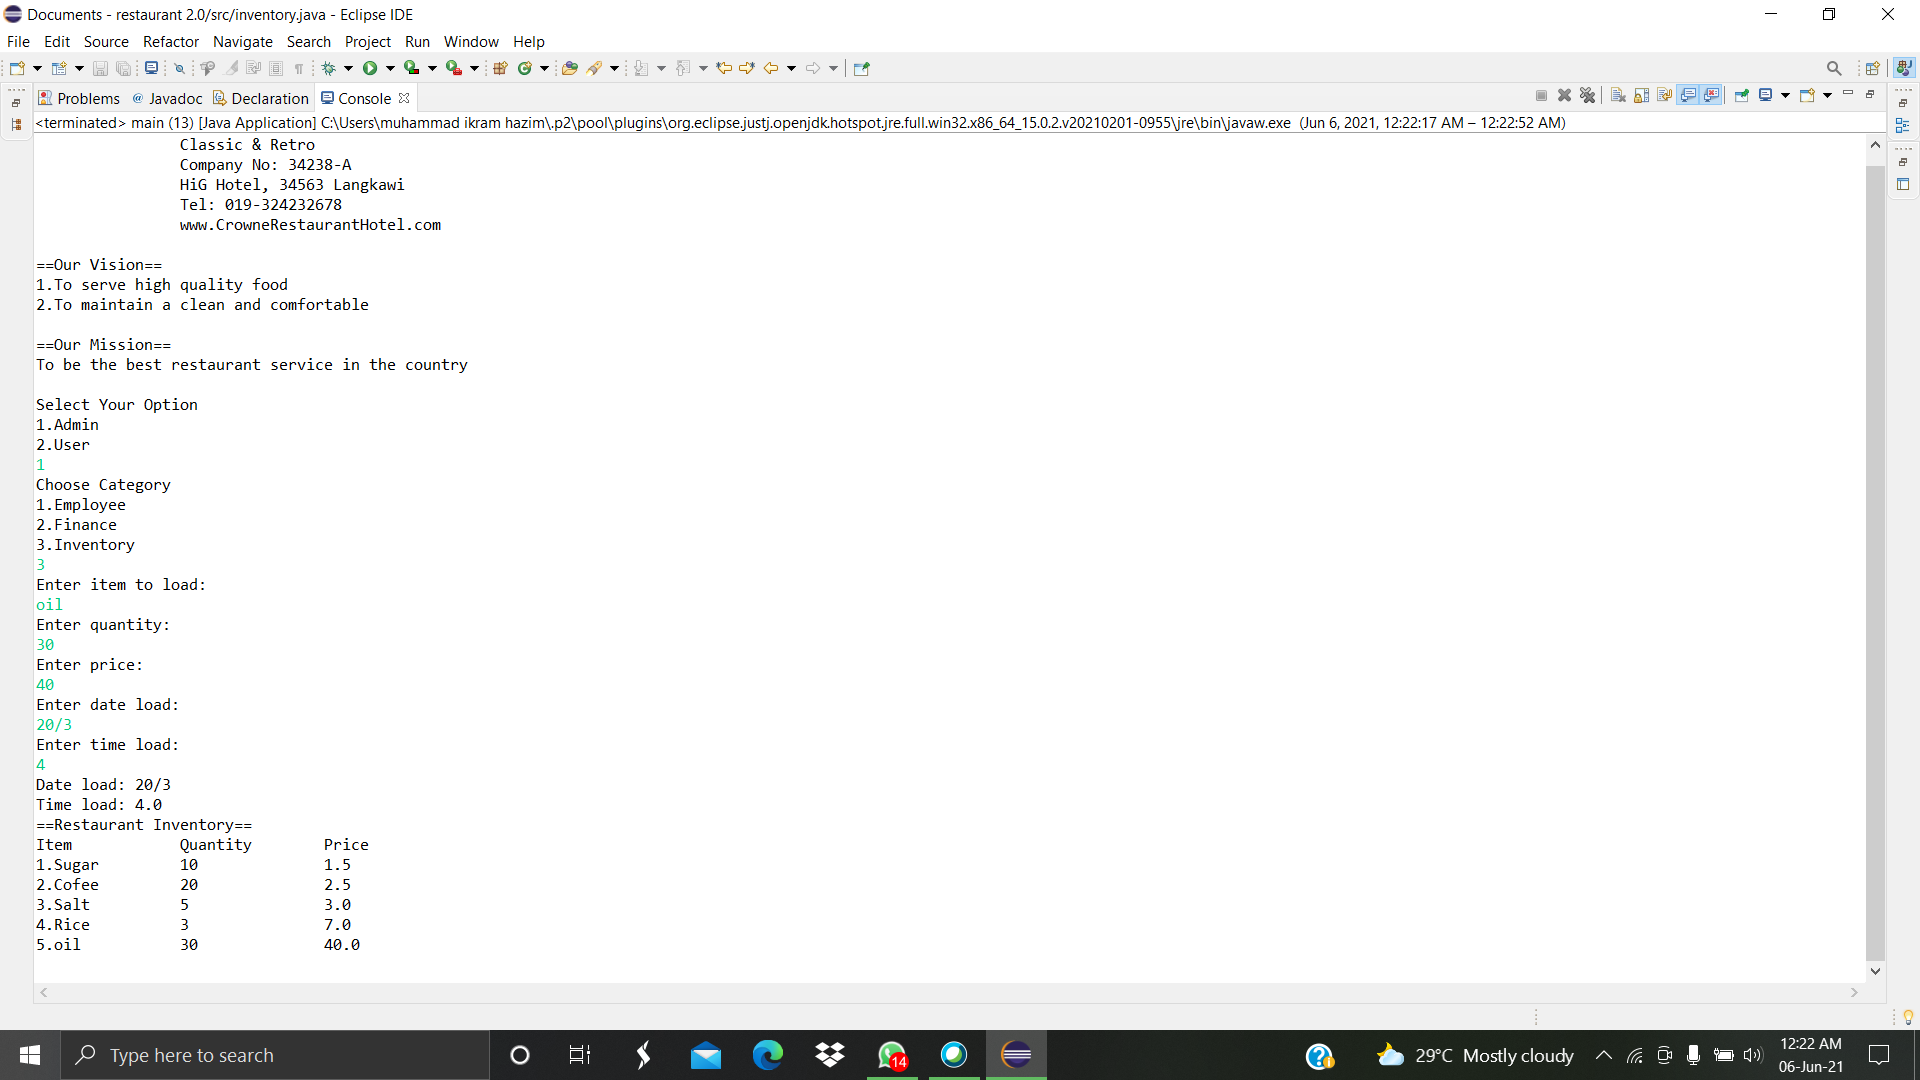 Documents - restaurant 2.0/src/inventory.java - Eclipse IDE
File Edit Source Refactor Navigate Search Project Run Window Help
Problems @ Javadoc Declaration Console
<terminated> main (13) [Java Application] C:\Users\muhammad ikram hazim\.p2\pool\plugins\org.eclipse.justj.openjdk.hotspot.jre.full.win32.x86_64_15.0.2.v20210201-0955\jre\bin\javaw.exe (Jun 6, 2021, 12:22:17 AM – 12:22:52 AM)
Classic & Retro
Company No: 34238-A
HiG Hotel, 34563 Langkawi
Tel: 019-324232678
www.CrowneRestaurantHotel.com
==Our Vision==
1.To serve high quality food
2.To maintain a clean and comfortable
==Our Mission==
To be the best restaurant service in the country
Select Your Option
1.Admin
2.User
1
Choose Category
1.Employee
2.Finance
3.Inventory
3
Enter item to load:
oil
Enter quantity:
30
Enter price:
40
Enter date load:
20/3
Enter time load:
4
Date load: 20/3
Time load: 4.0
==Restaurant Inventory==
Item Quantity Price
1.Sugar 10 1.5
2.Cofee 20 2.5
3.Salt 5 3.0
4.Rice 3 7.0
5.oil 30 40.0
Type here to search
14
29°C Mostly cloudy
12:22 AM
06-Jun-21